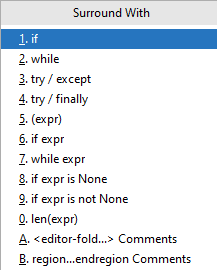 Surround With
1. if
2. while
3. try / except
4. try / finally
5. (expr)
6. if expr
7. while expr
8. if expr is None
9. if expr is not None
0. len(expr)
A. <editor-fold...> Comments
B. region...endregion Comments